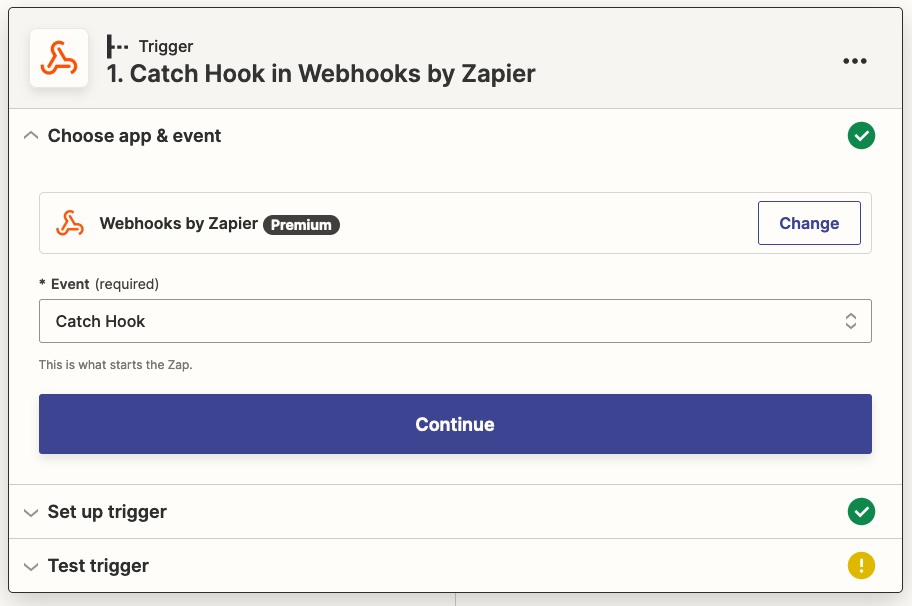 Trigger
1. Catch Hook in Webhooks by Zapier
Choose app & event
Webhooks by Zapier Premium
Change
* Event (required)
Catch Hook
This is what starts the Zap.
Continue
Set up trigger
Test trigger